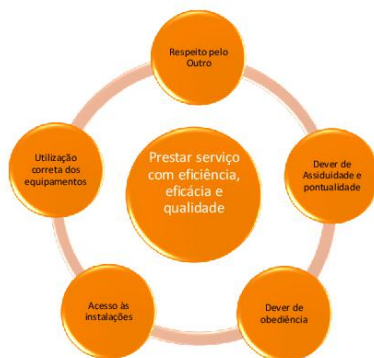 Respeito pelo
Outro
Prestar serviço
com eficiência,
eficácia e
qualidade
Utilização
correta dos
equipamentos
Dever de
Assiduidade e
pontualidade
Acesso às
instalações
Dever de
obediência